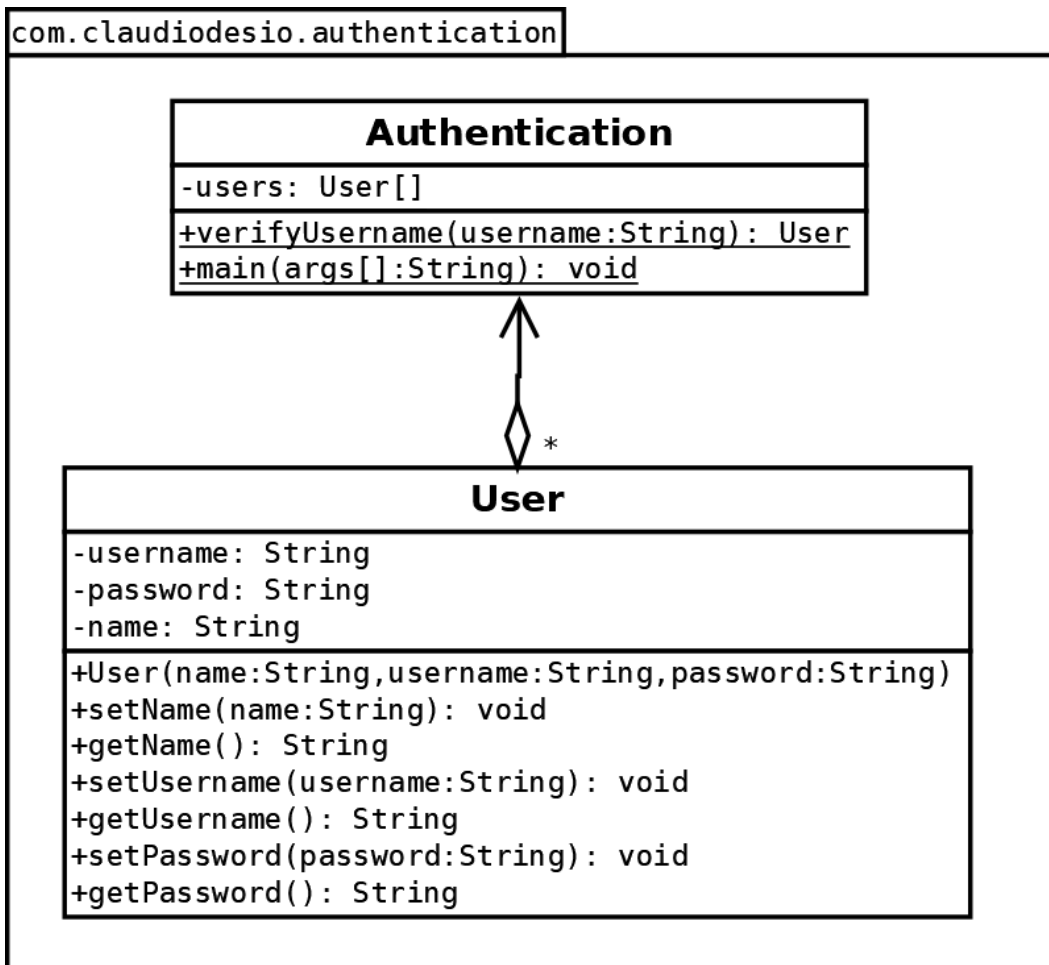 com.claudiodesio.authentication
Authentication
-users: User[]
+verifyUsername(username:String): User
+main(args[]:String): void
*
User
-username: String
-password: String
-name: String
+User(name:String,username:String,password:String)
+setName(name:String): void
+getName(): String
+setUsername(username:String): void
+getUsername(): String
+setPassword(password:String): void
+getPassword(): String